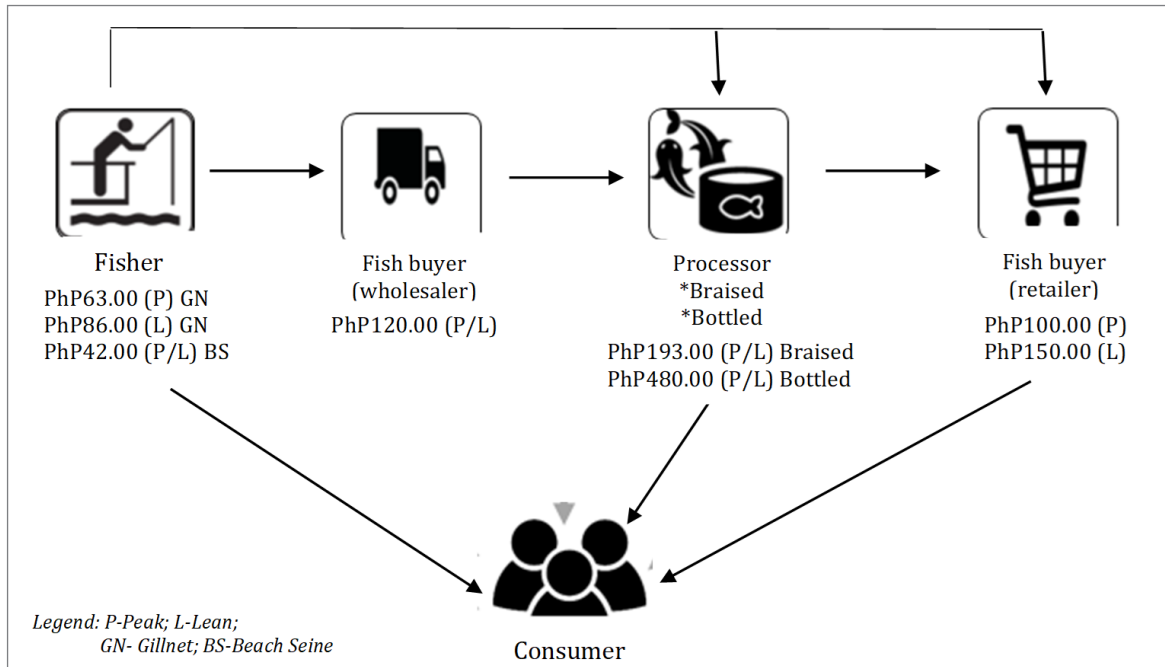 Fisher
PhP63.00 (P) GN
PhP86.00 (L) GN
PhP42.00 (P/L) BS
Fish buyer
(wholesaler)
PhP120.00 (P/L)
Processor
*Braised
*Bottled
PhP193.00 (P/L) Braised
PhP480.00 (P/L) Bottled
Fish buyer
(retailer)
PhP100.00 (P)
PhP150.00 (L)
Legend: P-Peak; L-Lean;
GN- Gillnet; BS-Beach Seine
Consumer